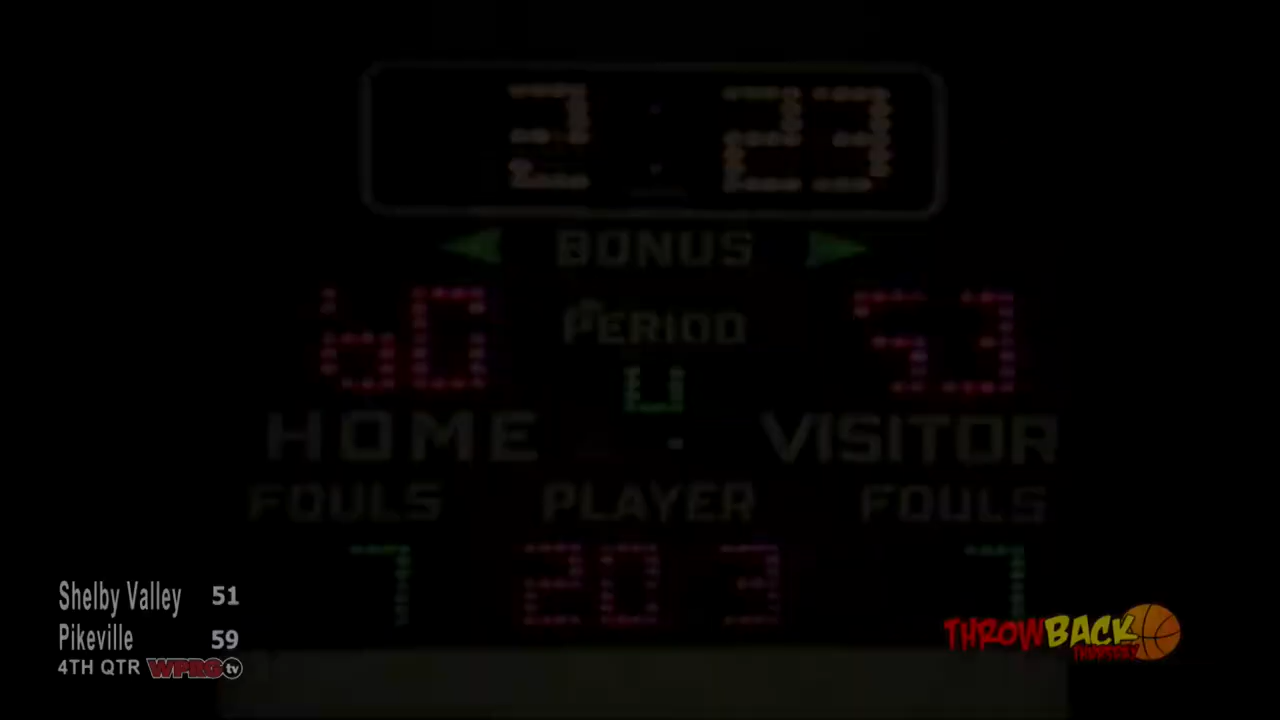 2 : 23
BONUS
60 PERIOD 53
4
HOME VISITOR
FOULS PLAYER FOULS
7 20 3 7
Shelby Valley 51
Pikeville 59
4TH QTR WPRG tv
THROWBACK
THURSDAY